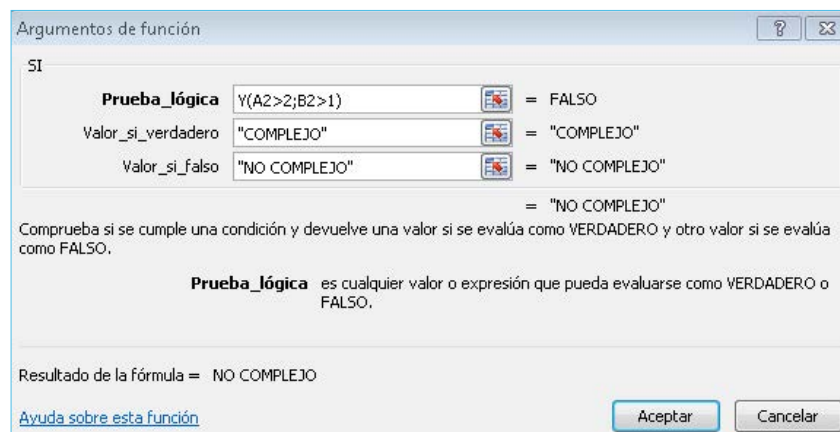 Argumentos de función
SI
Prueba_lógica Y(A2>2;B2>1) = FALSO
Valor_si_verdadero "COMPLEJO" = "COMPLEJO"
Valor_si_falso "NO COMPLEJO" = "NO COMPLEJO"
= "NO COMPLEJO"
Comprueba si se cumple una condición y devuelve una valor si se evalúa como VERDADERO y otro valor si se evalúa
como FALSO.
Prueba_lógica es cualquier valor o expresión que pueda evaluarse como VERDADERO o
FALSO.
Resultado de la fórmula = NO COMPLEJO
Ayuda sobre esta función Aceptar Cancelar